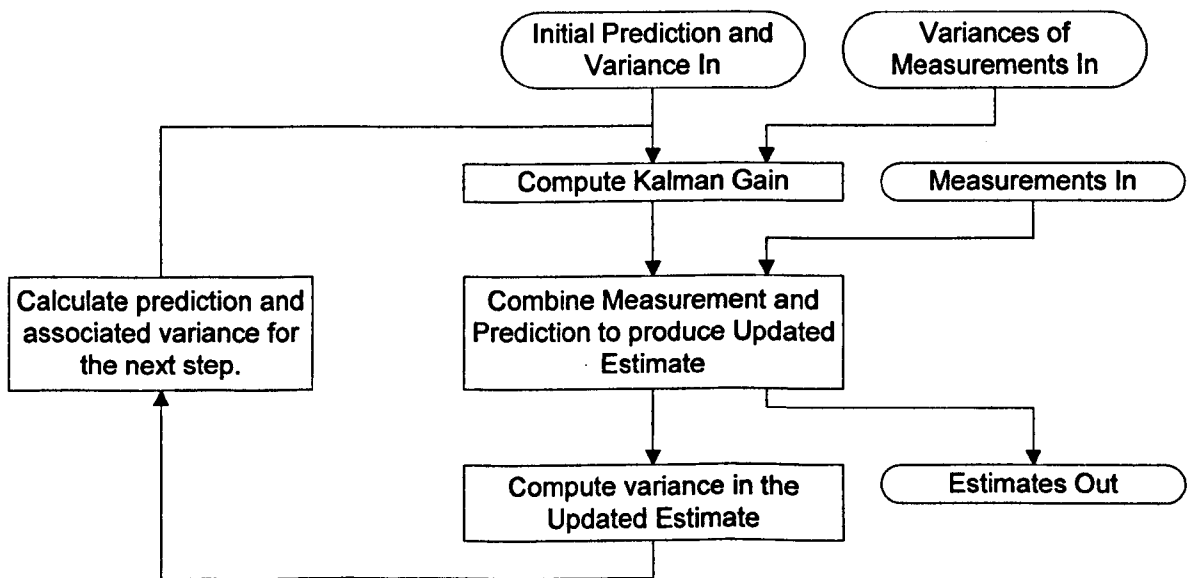 Initial Prediction and
Variance In
Variances of
Measurements In
Compute Kalman Gain
Measurements In
Calculate prediction and
associated variance for
the next step.
Combine Measurement and
Prediction to produce Updated
Estimate
Compute variance in the
Updated Estimate
Estimates Out